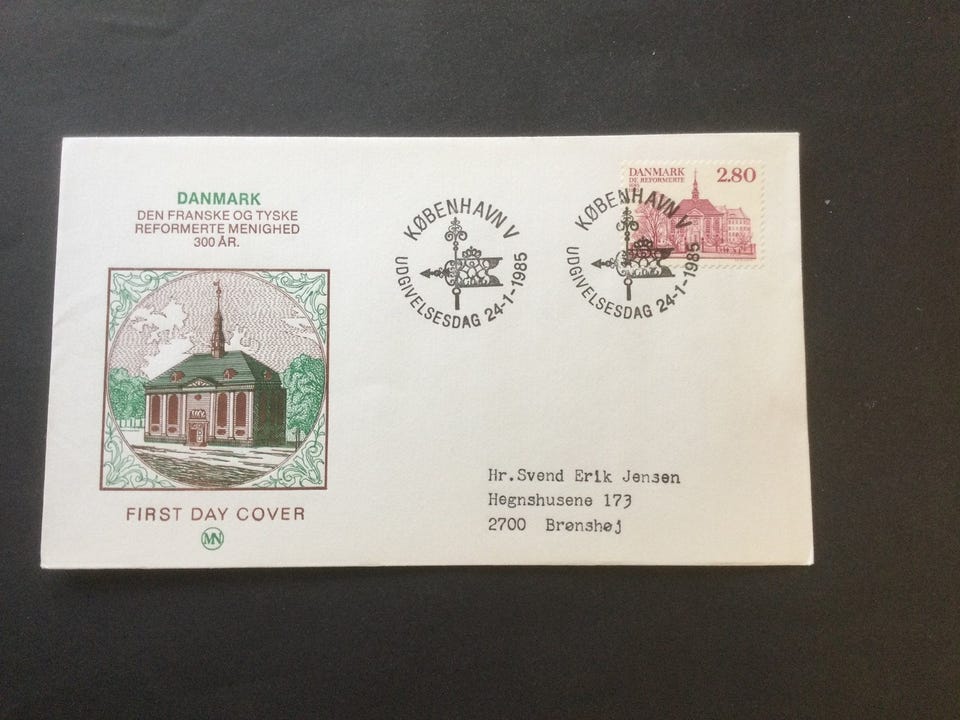 DANMARK
DEN FRANSKE OG TYSKE
REFORMERTE MENIGHED
300 ÅR.
FIRST DAY COVER
MN
KØBENHAVN V
UDGIVELSESDAG 24-1-1985
KØBENHAVN V
UDGIVELSESDAG 24-1-1985
DANMARK 2.80
DE REFORMERTE
Hr.Svend Erik Jensen
Hegnshusene 173
2700 Brønshøj